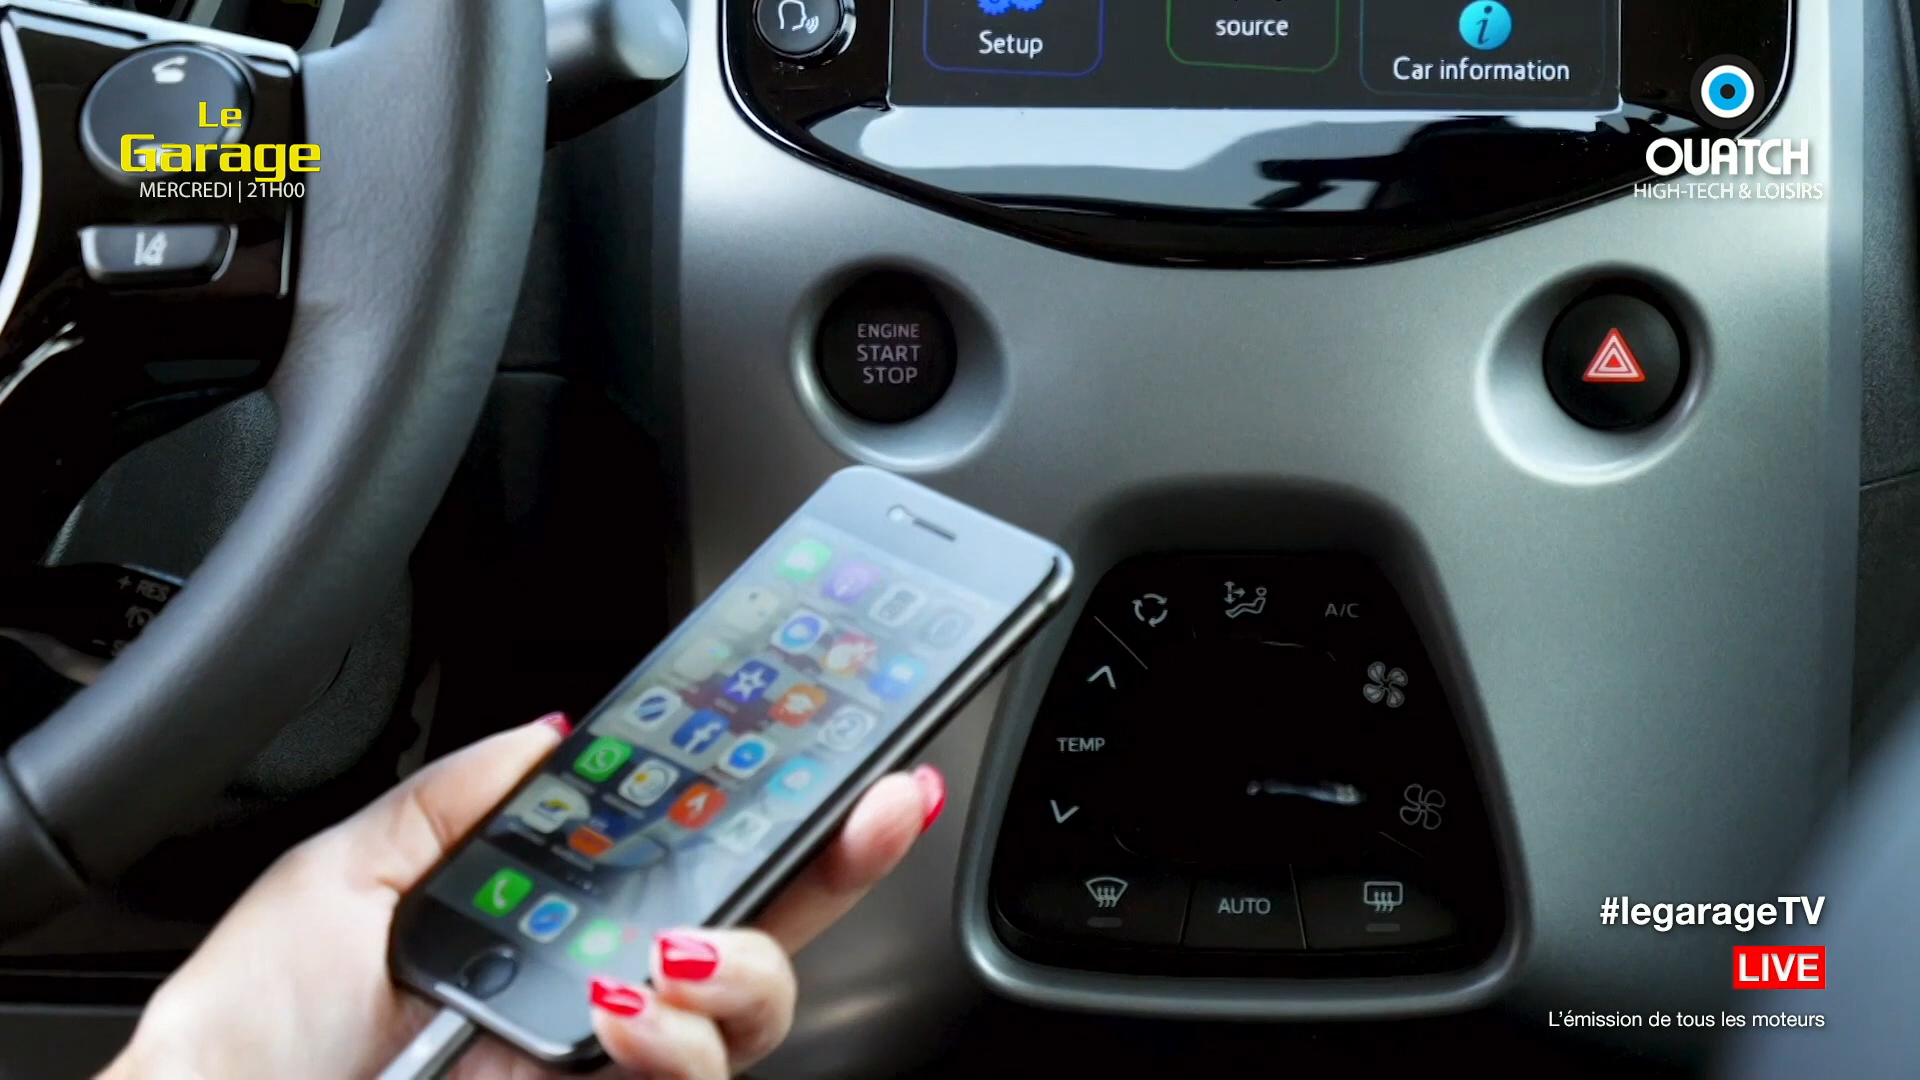 Setup
source
Car information
Le
Garage
MERCREDI | 21H00
OUATCH
HIGH-TECH & LOISIRS
ENGINE
START
STOP
+ RES
A/C
TEMP
AUTO
#legarageTV
LIVE
L'émission de tous les moteurs